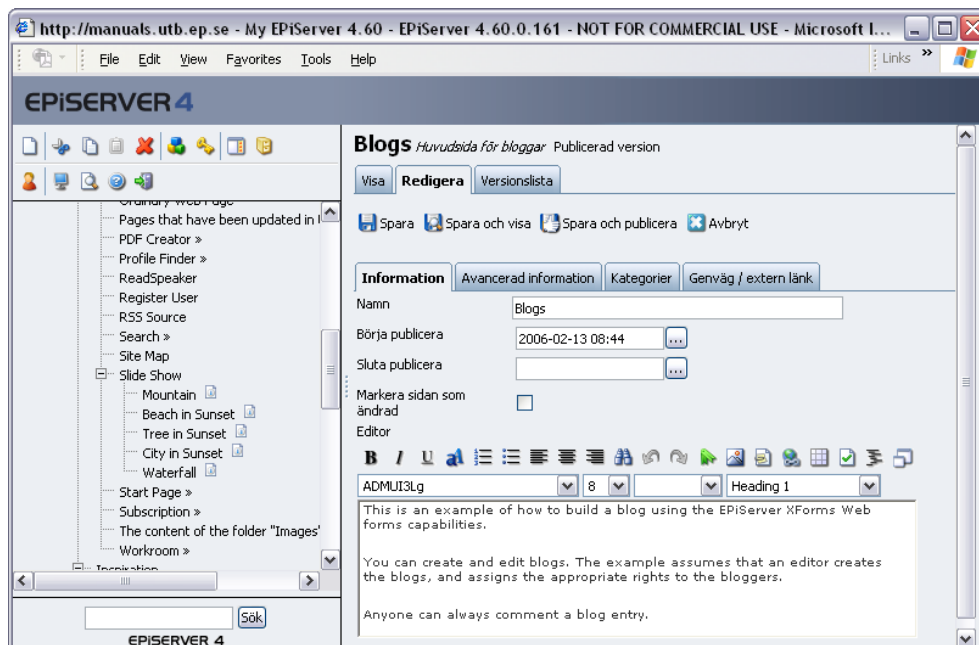 http://manuals.utb.ep.se - My EPiServer 4.60 - EPiServer 4.60.0.161 - NOT FOR COMMERCIAL USE - Microsoft I...
File Edit View Favorites Tools Help Links »
EPiSERVER 4
Blogs Huvudsida för bloggar Publicerad version
Visa Redigera Versionslista
Spara Spara och visa Spara och publicera Avbryt
Ordinary Web Page
Pages that have been updated in
PDF Creator »
Profile Finder »
ReadSpeaker
Register User
RSS Source
Search »
Site Map
Slide Show
Mountain
Beach in Sunset
Tree in Sunset
City in Sunset
Waterfall
Start Page »
Subscription »
The content of the folder "Images"
Workroom »
Inspiration
Sök
EPiSERVER 4
Information Avancerad information Kategorier Genväg / extern länk
Namn Blogs
Börja publicera 2006-02-13 08:44 ...
Sluta publicera ...
Markera sidan som
ändrad
Editor
B I U a
ADMUI3Lg 8 Heading 1
This is an example of how to build a blog using the EPiServer XForms Web
forms capabilities.
You can create and edit blogs. The example assumes that an editor creates
the blogs, and assigns the appropriate rights to the bloggers.
Anyone can always comment a blog entry.